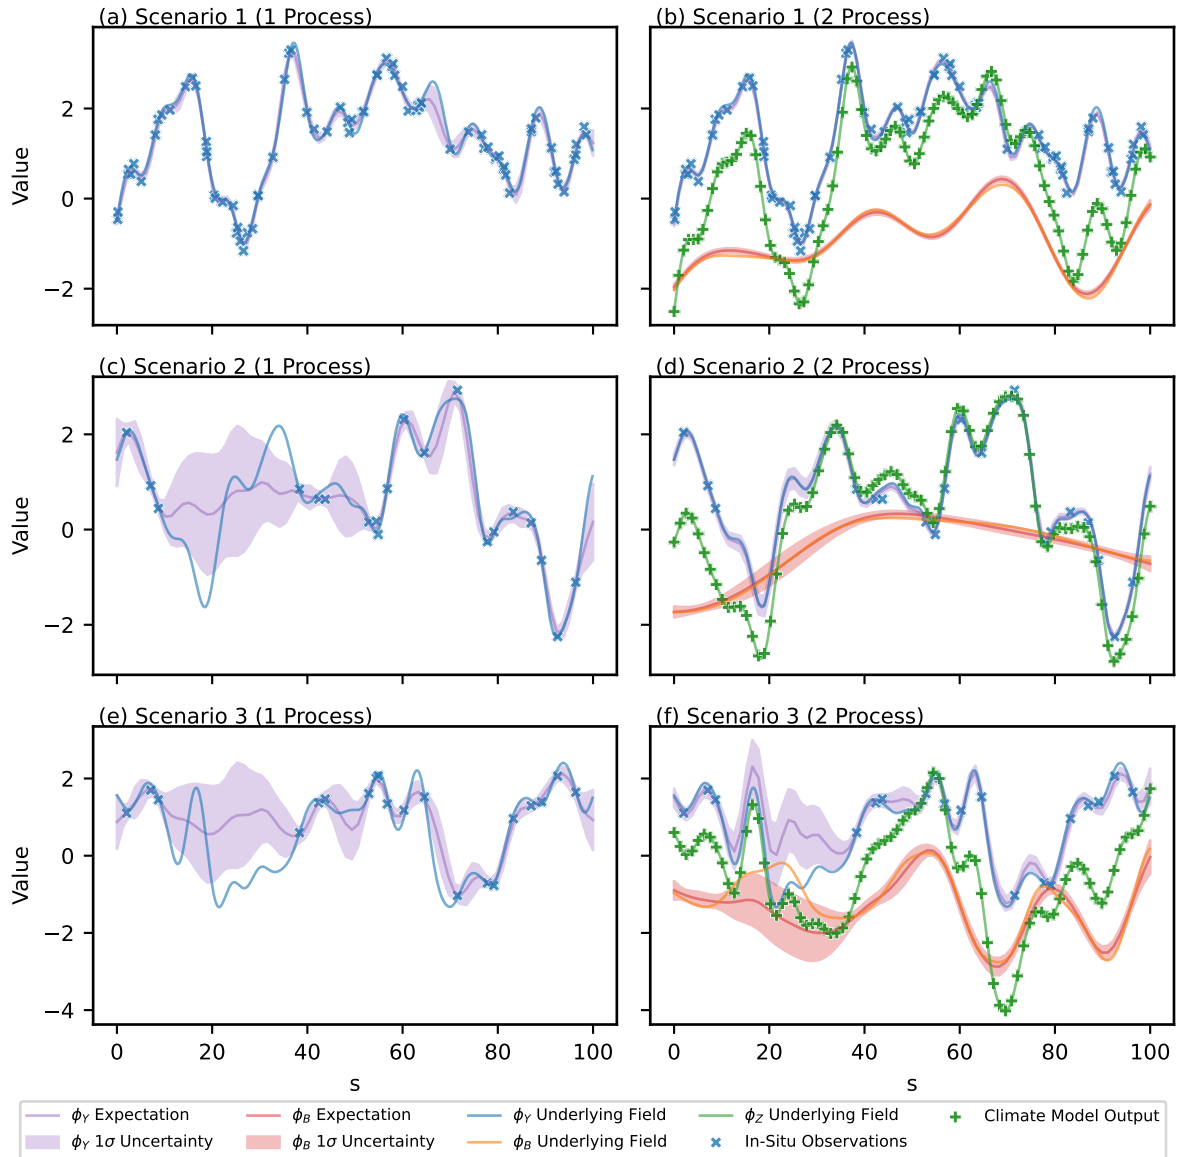 (a) Scenario 1 (1 Process)
(b) Scenario 1 (2 Process)
Value
2
0
−2
(c) Scenario 2 (1 Process)
(d) Scenario 2 (2 Process)
Value
2
0
−2
(e) Scenario 3 (1 Process)
(f) Scenario 3 (2 Process)
Value
2
0
−2
−4
0 20 40 60 80 100
0 20 40 60 80 100
s
s
ϕY Expectation
ϕY 1σ Uncertainty
ϕB Expectation
ϕB 1σ Uncertainty
ϕY Underlying Field
ϕB Underlying Field
ϕZ Underlying Field
In-Situ Observations
Climate Model Output